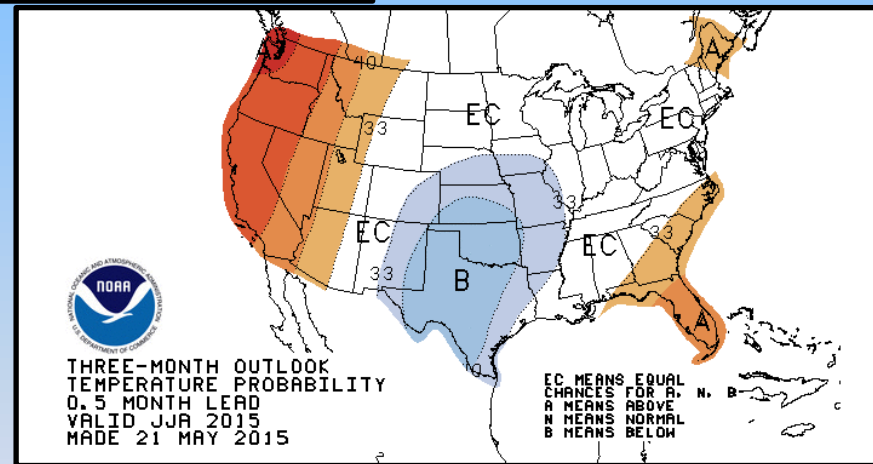 A
40
A
EC
EC
33
33
EC
33
EC
33
B
A
NOAA
NATIONAL OCEANIC AND ATMOSPHERIC ADMINISTRATION
U.S. DEPARTMENT OF COMMERCE
THREE-MONTH OUTLOOK
TEMPERATURE PROBABILITY
0.5 MONTH LEAD
VALID JJA 2015
MADE 21 MAY 2015
EC MEANS EQUAL
CHANCES FOR A, N, B
A MEANS ABOVE
N MEANS NORMAL
B MEANS BELOW